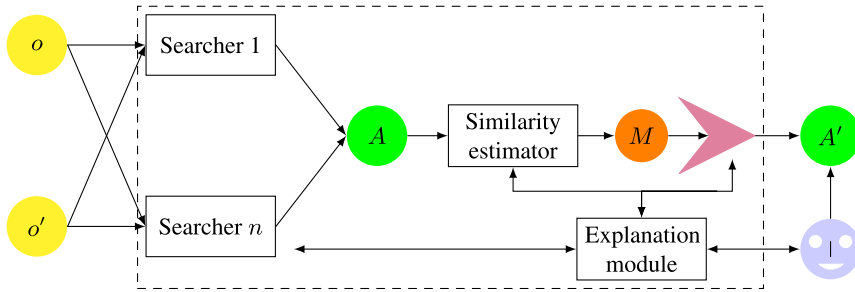 o
Searcher 1
A
Similarity
estimator
M
A′
o′
Searcher n
Explanation
module